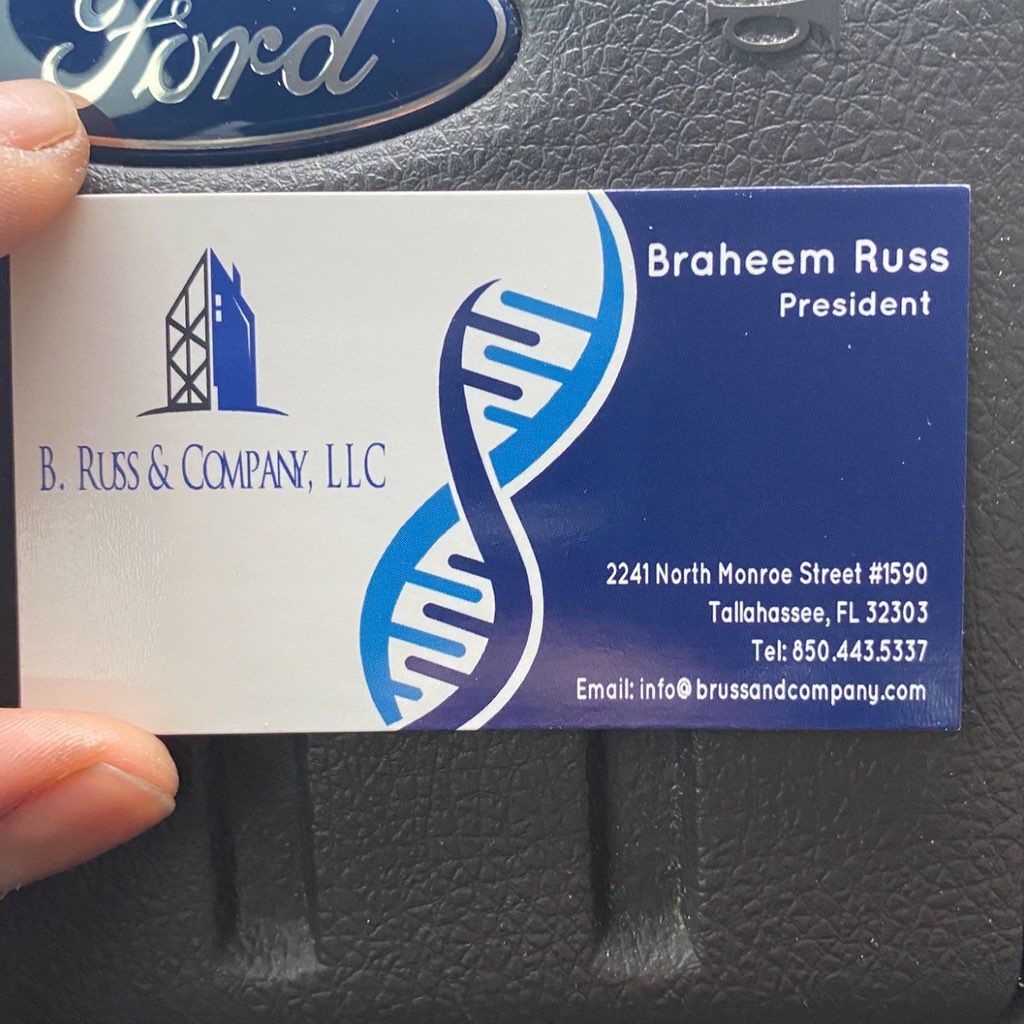 Ford
B. RUSS & COMPANY, LLC
Braheem Russ
President
2241 North Monroe Street #1590
Tallahassee, FL 32303
Tel: 850.443.5337
Email: info@brussandcompany.com